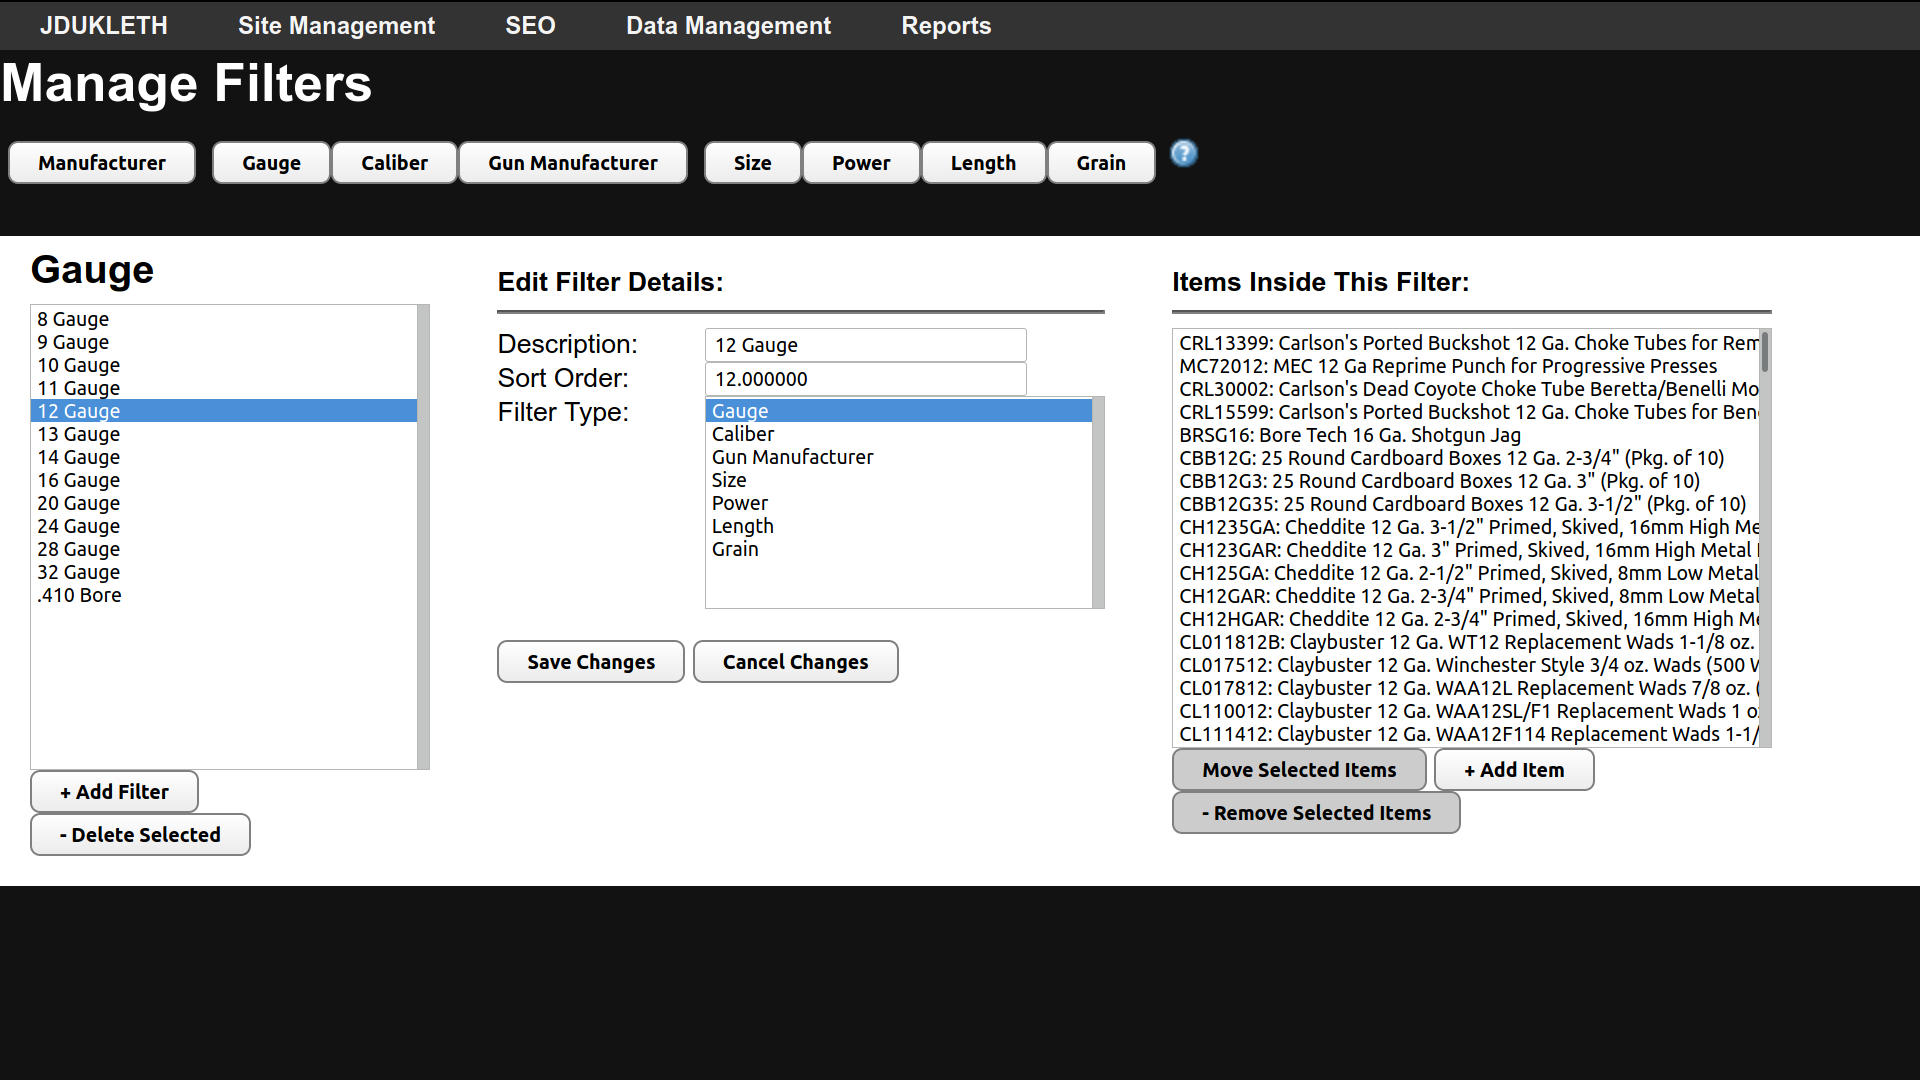 JDUKLETH Site Management SEO Data Management Reports
Manage Filters
Manufacturer Gauge Caliber Gun Manufacturer Size Power Length Grain ?
Gauge
8 Gauge
9 Gauge
10 Gauge
11 Gauge
12 Gauge
13 Gauge
14 Gauge
16 Gauge
20 Gauge
24 Gauge
28 Gauge
32 Gauge
.410 Bore
+ Add Filter
- Delete Selected
Edit Filter Details:
Description: 12 Gauge
Sort Order: 12.000000
Filter Type:
Gauge
Caliber
Gun Manufacturer
Size
Power
Length
Grain
Save Changes Cancel Changes
Items Inside This Filter:
CRL13399: Carlson's Ported Buckshot 12 Ga. Choke Tubes for Rem
MC72012: MEC 12 Ga Reprime Punch for Progressive Presses
CRL30002: Carlson's Dead Coyote Choke Tube Beretta/Benelli Mo
CRL15599: Carlson's Ported Buckshot 12 Ga. Choke Tubes for Ben
BRSG16: Bore Tech 16 Ga. Shotgun Jag
CBB12G: 25 Round Cardboard Boxes 12 Ga. 2-3/4" (Pkg. of 10)
CBB12G3: 25 Round Cardboard Boxes 12 Ga. 3" (Pkg. of 10)
CBB12G35: 25 Round Cardboard Boxes 12 Ga. 3-1/2" (Pkg. of 10)
CH1235GA: Cheddite 12 Ga. 3-1/2" Primed, Skived, 16mm High Me
CH123GAR: Cheddite 12 Ga. 3" Primed, Skived, 16mm High Metal
CH125GA: Cheddite 12 Ga. 2-1/2" Primed, Skived, 8mm Low Metal
CH12GAR: Cheddite 12 Ga. 2-3/4" Primed, Skived, 8mm Low Metal
CH12HGAR: Cheddite 12 Ga. 2-3/4" Primed, Skived, 16mm High Me
CL011812B: Claybuster 12 Ga. WT12 Replacement Wads 1-1/8 oz.
CL017512: Claybuster 12 Ga. Winchester Style 3/4 oz. Wads (500
CL017812: Claybuster 12 Ga. WAA12L Replacement Wads 7/8 oz. (
CL110012: Claybuster 12 Ga. WAA12SL/F1 Replacement Wads 1 oz
CL111412: Claybuster 12 Ga. WAA12F114 Replacement Wads 1-1/
Move Selected Items + Add Item
- Remove Selected Items